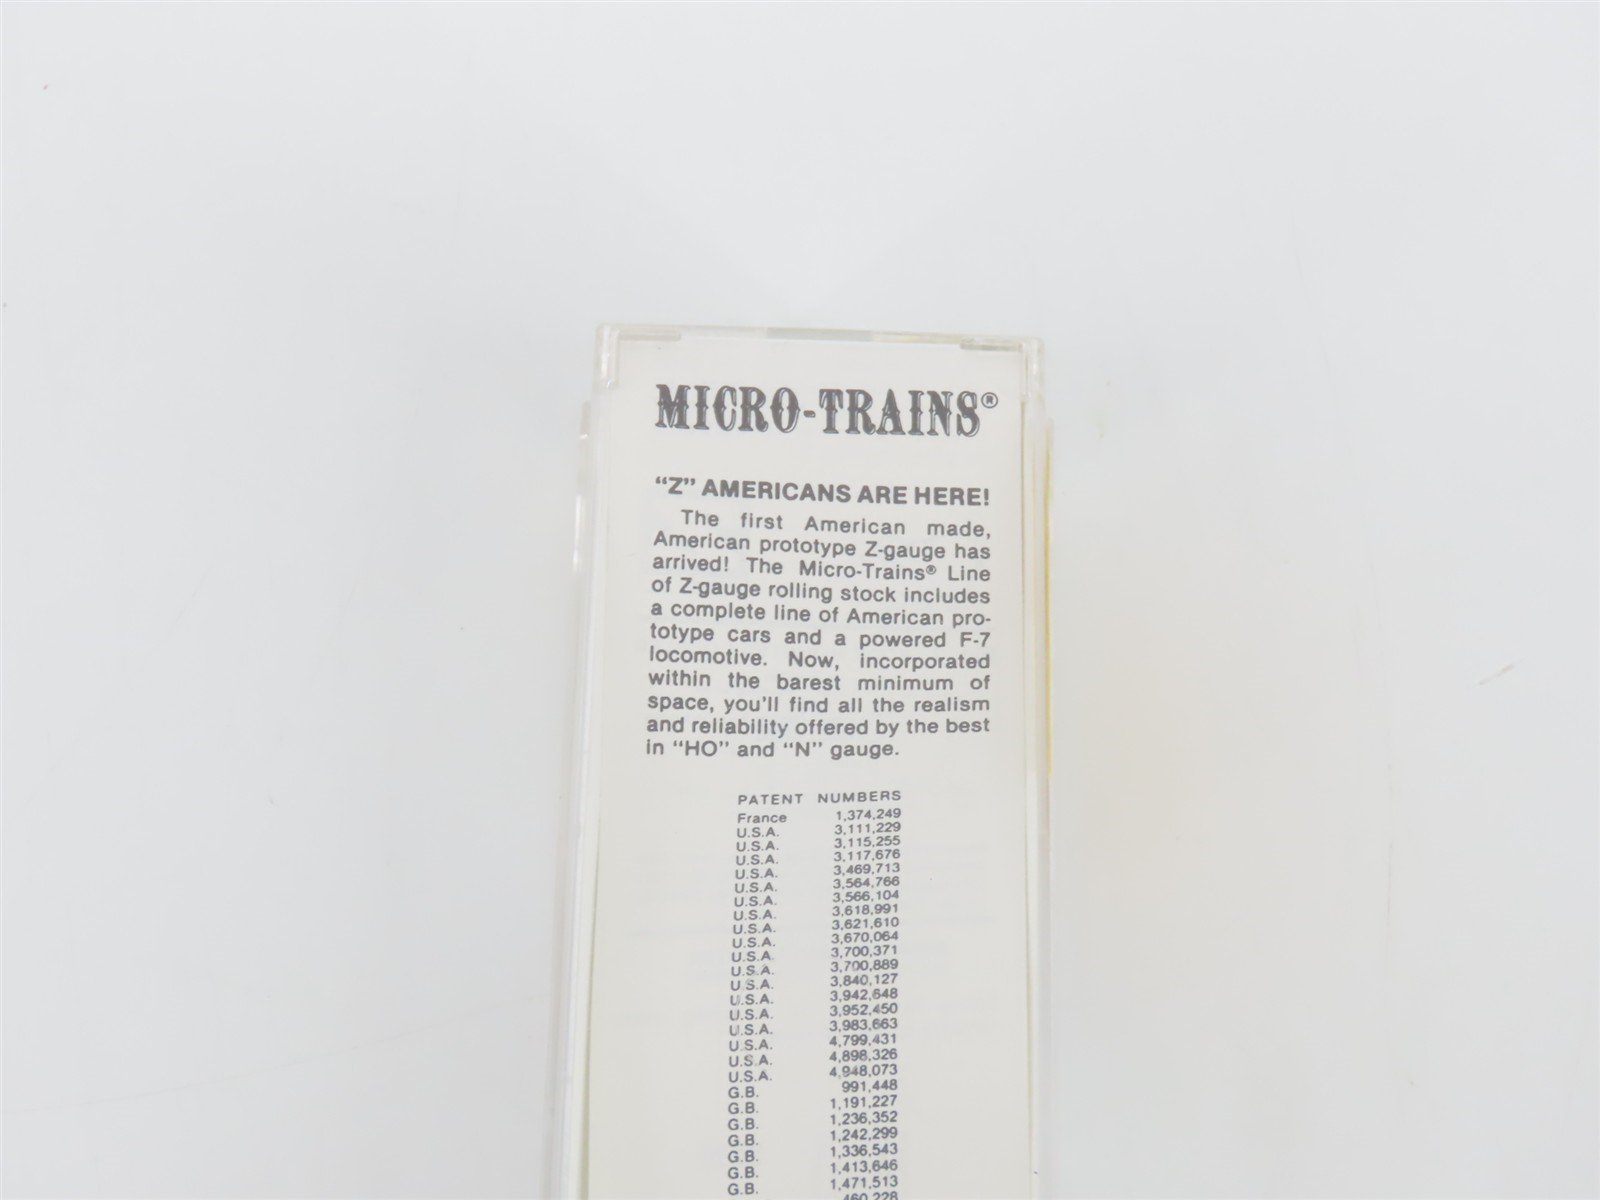 MICRO-TRAINS®
"Z" AMERICANS ARE HERE!
The first American made,
American prototype Z-gauge has
arrived! The Micro-Trains® Line
of Z-gauge rolling stock includes
a complete line of American pro-
totype cars and a powered F-7
locomotive. Now, incorporated
within the barest minimum of
space, you'll find all the realism
and reliability offered by the best
in "HO" and "N" gauge.
PATENT NUMBERS
France 1,374,249
U.S.A. 3,111,229
U.S.A. 3,115,255
U.S.A. 3,117,676
U.S.A. 3,469,713
U.S.A. 3,564,766
U.S.A. 3,566,104
U.S.A. 3,618,991
U.S.A. 3,621,610
U.S.A. 3,670,064
U.S.A. 3,700,371
U.S.A. 3,700,889
U.S.A. 3,840,127
U.S.A. 3,942,648
U.S.A. 3,952,450
U.S.A. 3,983,663
U.S.A. 4,799,431
U.S.A. 4,898,326
U.S.A. 4,948,073
G.B. 991,448
G.B. 1,191,227
G.B. 1,236,352
G.B. 1,242,299
G.B. 1,336,543
G.B. 1,413,646
G.B. 1,471,513
460,228